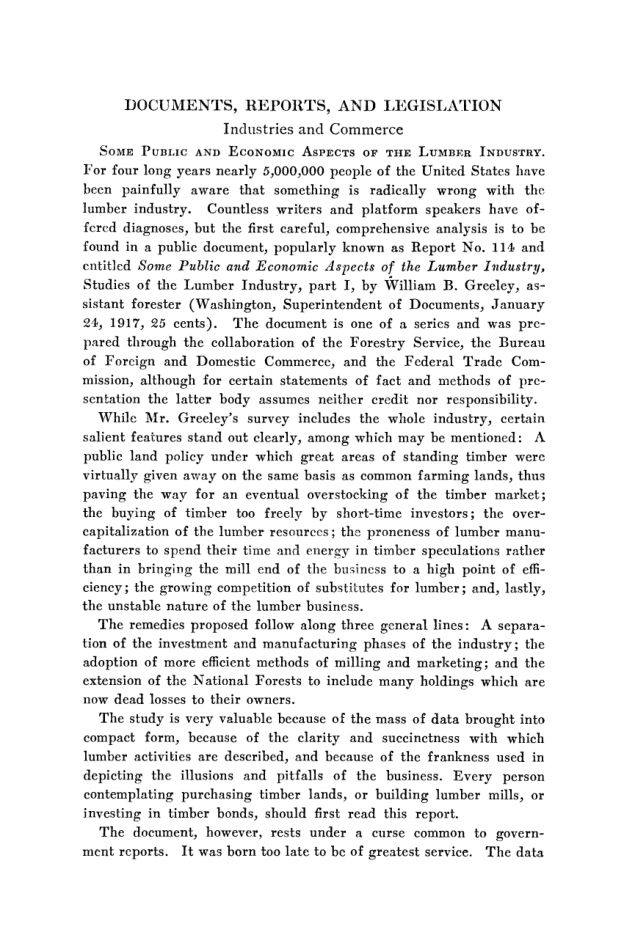 DOCUMENTS, REPORTS, AND LEGISLATION
Industries and Commerce
SOME PUBLIC AND ECONOMIC ASPECTS OF THE LUMBER INDUSTRY.
For four long years nearly 5,000,000 people of the United States have
been painfully aware that something is radically wrong with the
lumber industry. Countless writers and platform speakers have of-
fered diagnoses, but the first careful, comprehensive analysis is to be
found in a public document, popularly known as Report No. 114 and
entitled Some Public and Economic Aspects of the Lumber Industry,
Studies of the Lumber Industry, part I, by William B. Greeley, as-
sistant forester (Washington, Superintendent of Documents, January
24, 1917, 25 cents). The document is one of a series and was pre-
pared through the collaboration of the Forestry Service, the Bureau
of Foreign and Domestic Commerce, and the Federal Trade Com-
mission, although for certain statements of fact and methods of pre-
sentation the latter body assumes neither credit nor responsibility.
While Mr. Greeley's survey includes the whole industry, certain
salient features stand out clearly, among which may be mentioned: A
public land policy under which great areas of standing timber were
virtually given away on the same basis as common farming lands, thus
paving the way for an eventual overstocking of the timber market;
the buying of timber too freely by short-time investors; the over-
capitalization of the lumber resources; the proneness of lumber manu-
facturers to spend their time and energy in timber speculations rather
than in bringing the mill end of the business to a high point of effi-
ciency; the growing competition of substitutes for lumber; and, lastly,
the unstable nature of the lumber business.
The remedies proposed follow along three general lines: A separa-
tion of the investment and manufacturing phases of the industry; the
adoption of more efficient methods of milling and marketing; and the
extension of the National Forests to include many holdings which are
now dead losses to their owners.
The study is very valuable because of the mass of data brought into
compact form, because of the clarity and succinctness with which
lumber activities are described, and because of the frankness used in
depicting the illusions and pitfalls of the business. Every person
contemplating purchasing timber lands, or building lumber mills, or
investing in timber bonds, should first read this report.
The document, however, rests under a curse common to govern-
ment reports. It was born too late to be of greatest service. The data